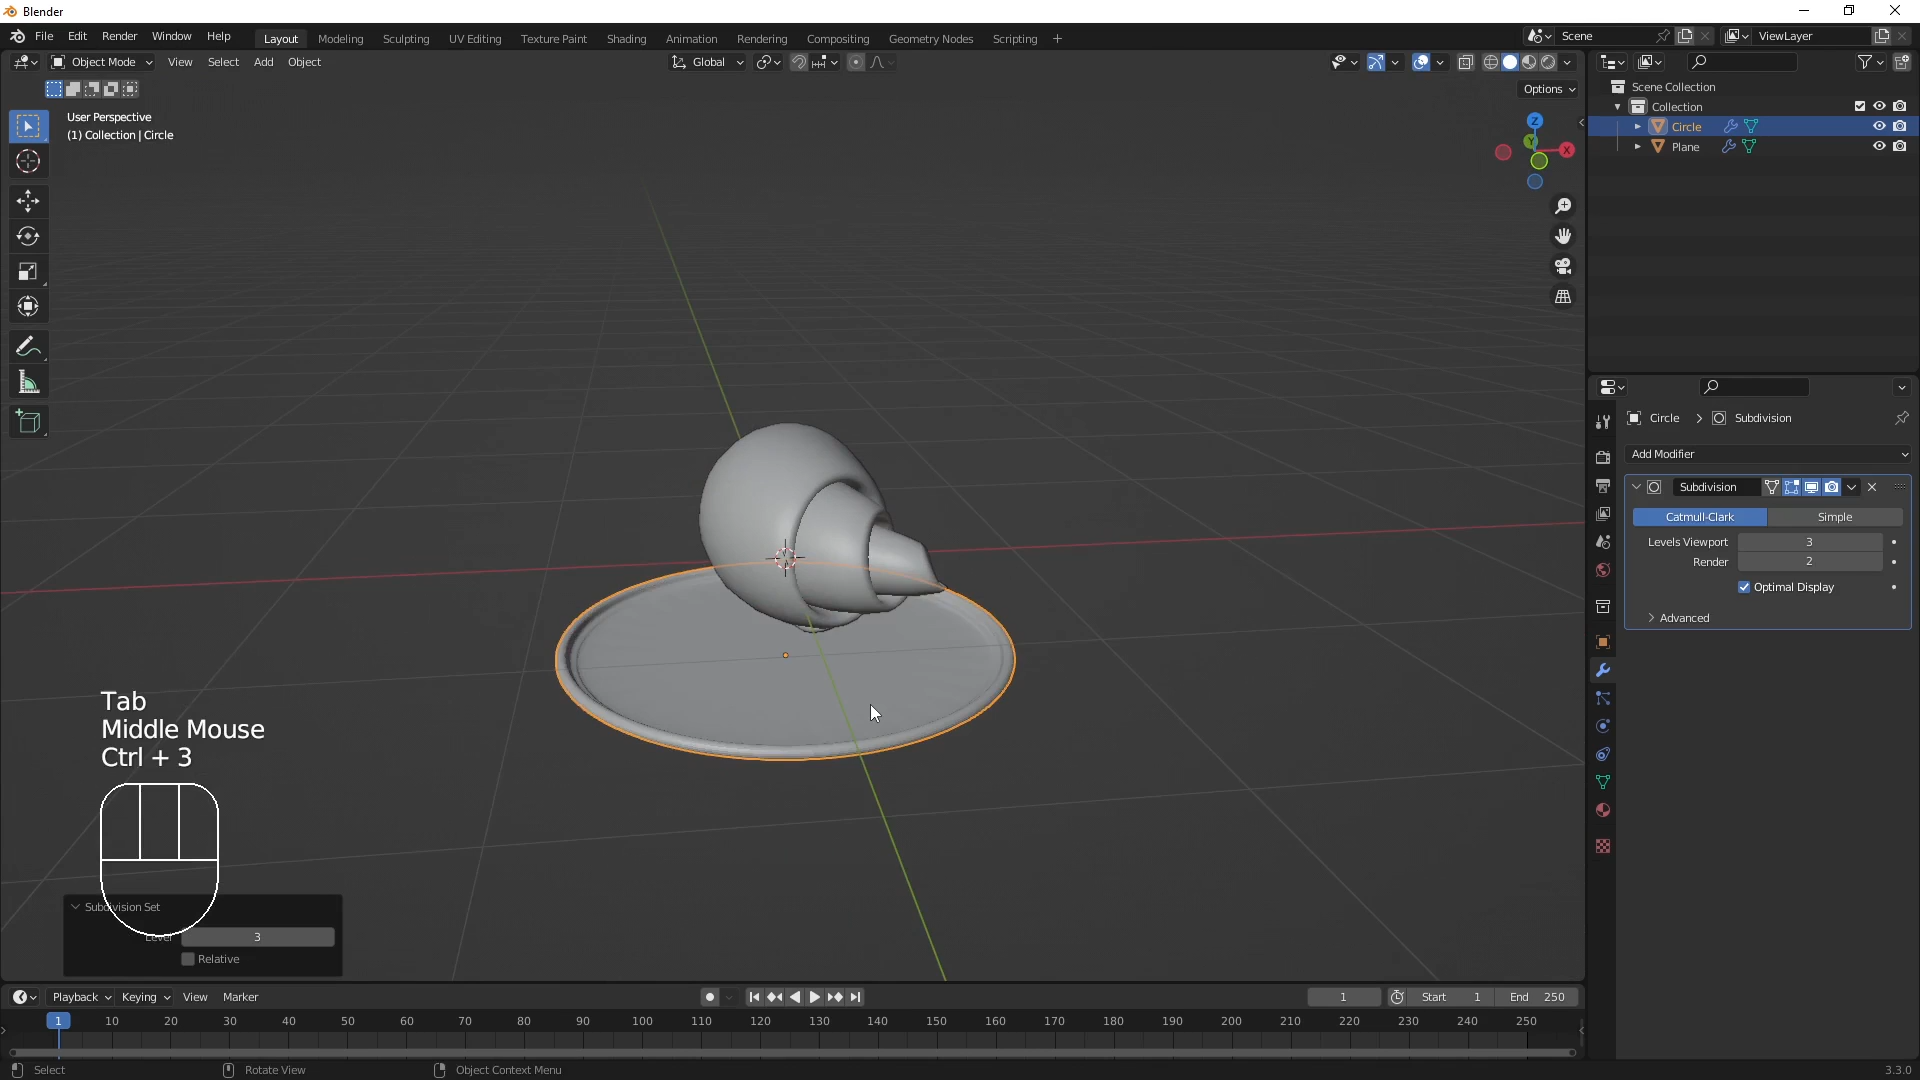 Blender
File Edit Render Window Help Layout Modeling Sculpting UV Editing Texture Paint Shading Animation Rendering Compositing Geometry Nodes Scripting + Scene ViewLayer
Object Mode View Select Add Object Global
Options
User Perspective
(1) Collection | Circle
Z
Y
X
Scene Collection
Collection
Circle
Plane
Circle > Subdivision
Add Modifier
Subdivision
Catmull-Clark Simple
Levels Viewport 3
Render 2
Optimal Display
Advanced
Tab
Middle Mouse
Ctrl + 3
Subdivision Set
Level 3
Relative
Playback Keying View Marker 1 Start 1 End 250
1 10 20 30 40 50 60 70 80 90 100 110 120 130 140 150 160 170 180 190 200 210 220 230 240 250
Select Rotate View Object Context Menu 3.3.0